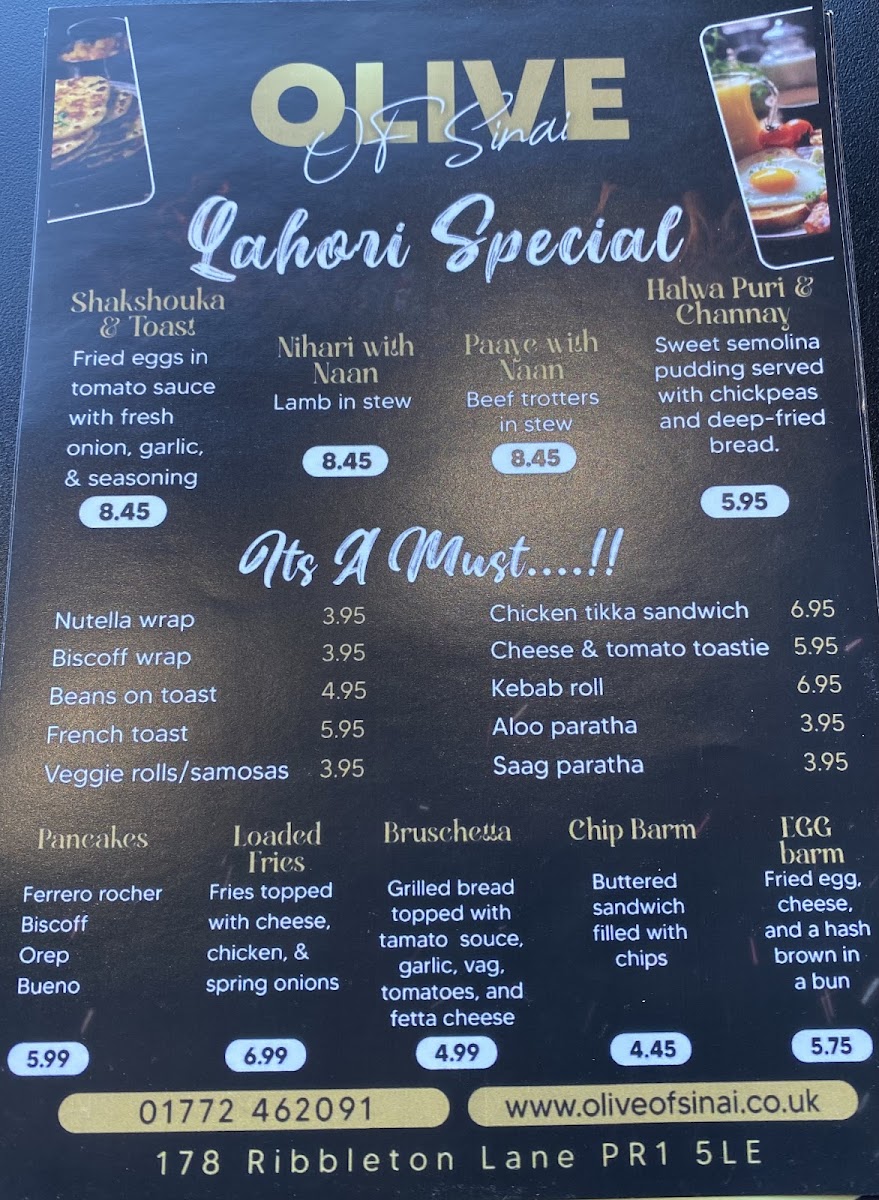 OLIVE
Of Sinai
Lahori Special
Shakshouka
& Toast
Fried eggs in
tomato sauce
with fresh
onion, garlic,
& seasoning
8.45
Nihari with
Naan
Lamb in stew
8.45
Paaye with
Naan
Beef trotters
in stew
8.45
Halwa Puri &
Channay
Sweet semolina
pudding served
with chickpeas
and deep-fried
bread.
5.95
Its A Must....!!
Nutella wrap 3.95
Biscoff wrap 3.95
Beans on toast 4.95
French toast 5.95
Veggie rolls/samosas 3.95
Chicken tikka sandwich 6.95
Cheese & tomato toastie 5.95
Kebab roll 6.95
Aloo paratha 3.95
Saag paratha 3.95
Pancakes
Ferrero rocher
Biscoff
Orep
Bueno
5.99
Loaded
Fries
Fries topped
with cheese,
chicken, &
spring onions
6.99
Bruschetta
Grilled bread
topped with
tamato souce,
garlic, vag,
tomatoes, and
fetta cheese
4.99
Chip Barm
Buttered
sandwich
filled with
chips
4.45
EGG
barm
Fried egg,
cheese,
and a hash
brown in
a bun
5.75
01772 462091
www.oliveofsinai.co.uk
178 Ribbleton Lane PR1 5LE